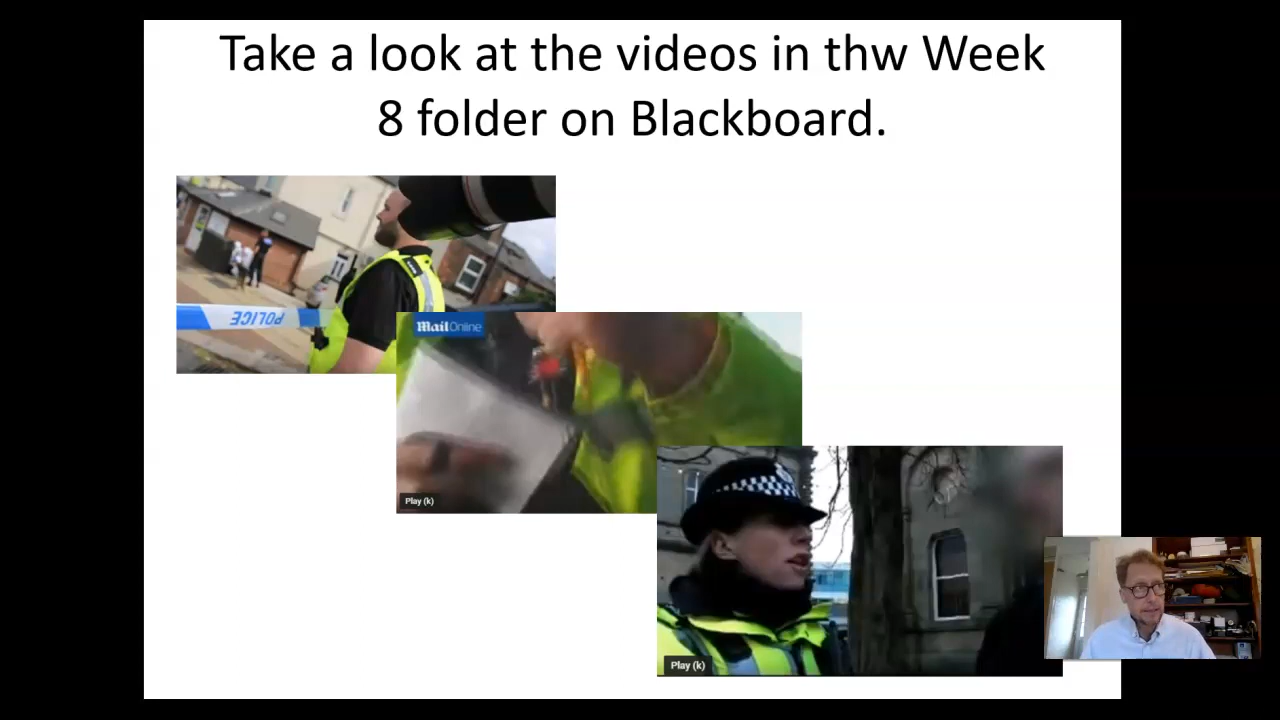 Take a look at the videos in thw Week
8 folder on Blackboard.
POLICE
MailOnline
Play (k)
Play (k)